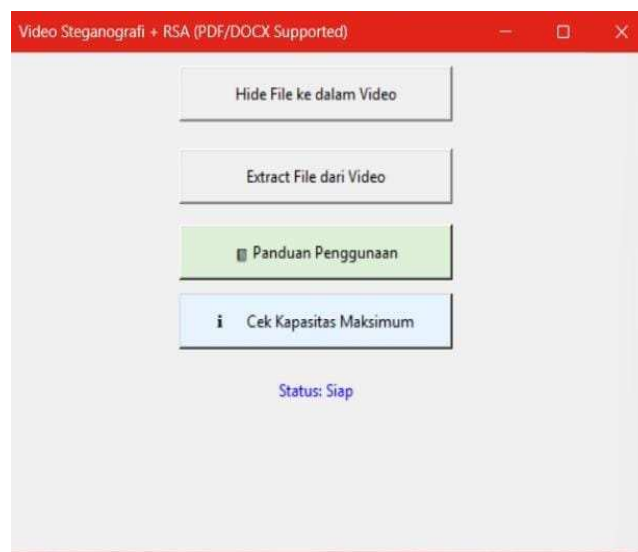 Video Steganografi + RSA (PDF/DOCX Supported)
Hide File ke dalam Video
Extract File dari Video
Panduan Penggunaan
i Cek Kapasitas Maksimum
Status: Siap